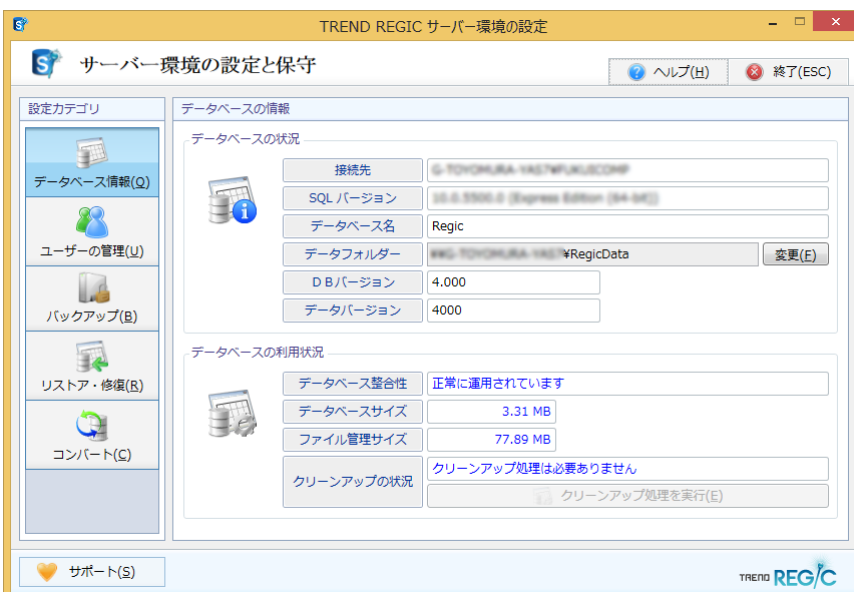 TREND REGIC サーバー環境の設定
サーバー環境の設定と保守
ヘルプ(H)
終了(ESC)
設定カテゴリ
データベース情報(Q)
ユーザーの管理(U)
バックアップ(B)
リストア・修復(R)
コンバート(C)
サポート(S)
データベースの情報
データベースの状況
接続先
SQL バージョン
データベース名 Regic
データフォルダー ¥RegicData 変更(F)
DBバージョン 4.000
データバージョン 4000
データベースの利用状況
データベース整合性 正常に運用されています
データベースサイズ 3.31 MB
ファイル管理サイズ 77.89 MB
クリーンアップの状況 クリーンアップ処理は必要ありません
クリーンアップ処理を実行(E)
TREND REGIC